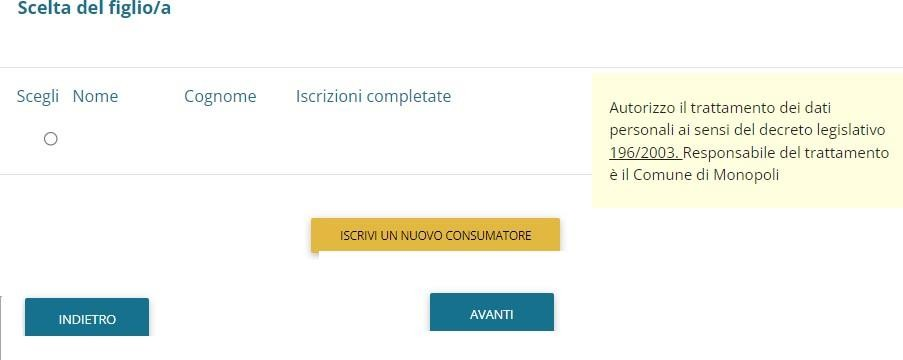 Scelta del figlio/a
Scegli Nome Cognome Iscrizioni completate
Autorizzo il trattamento dei dati
personali ai sensi del decreto legislativo
196/2003. Responsabile del trattamento
è il Comune di Monopoli
ISCRIVI UN NUOVO CONSUMATORE
INDIETRO AVANTI